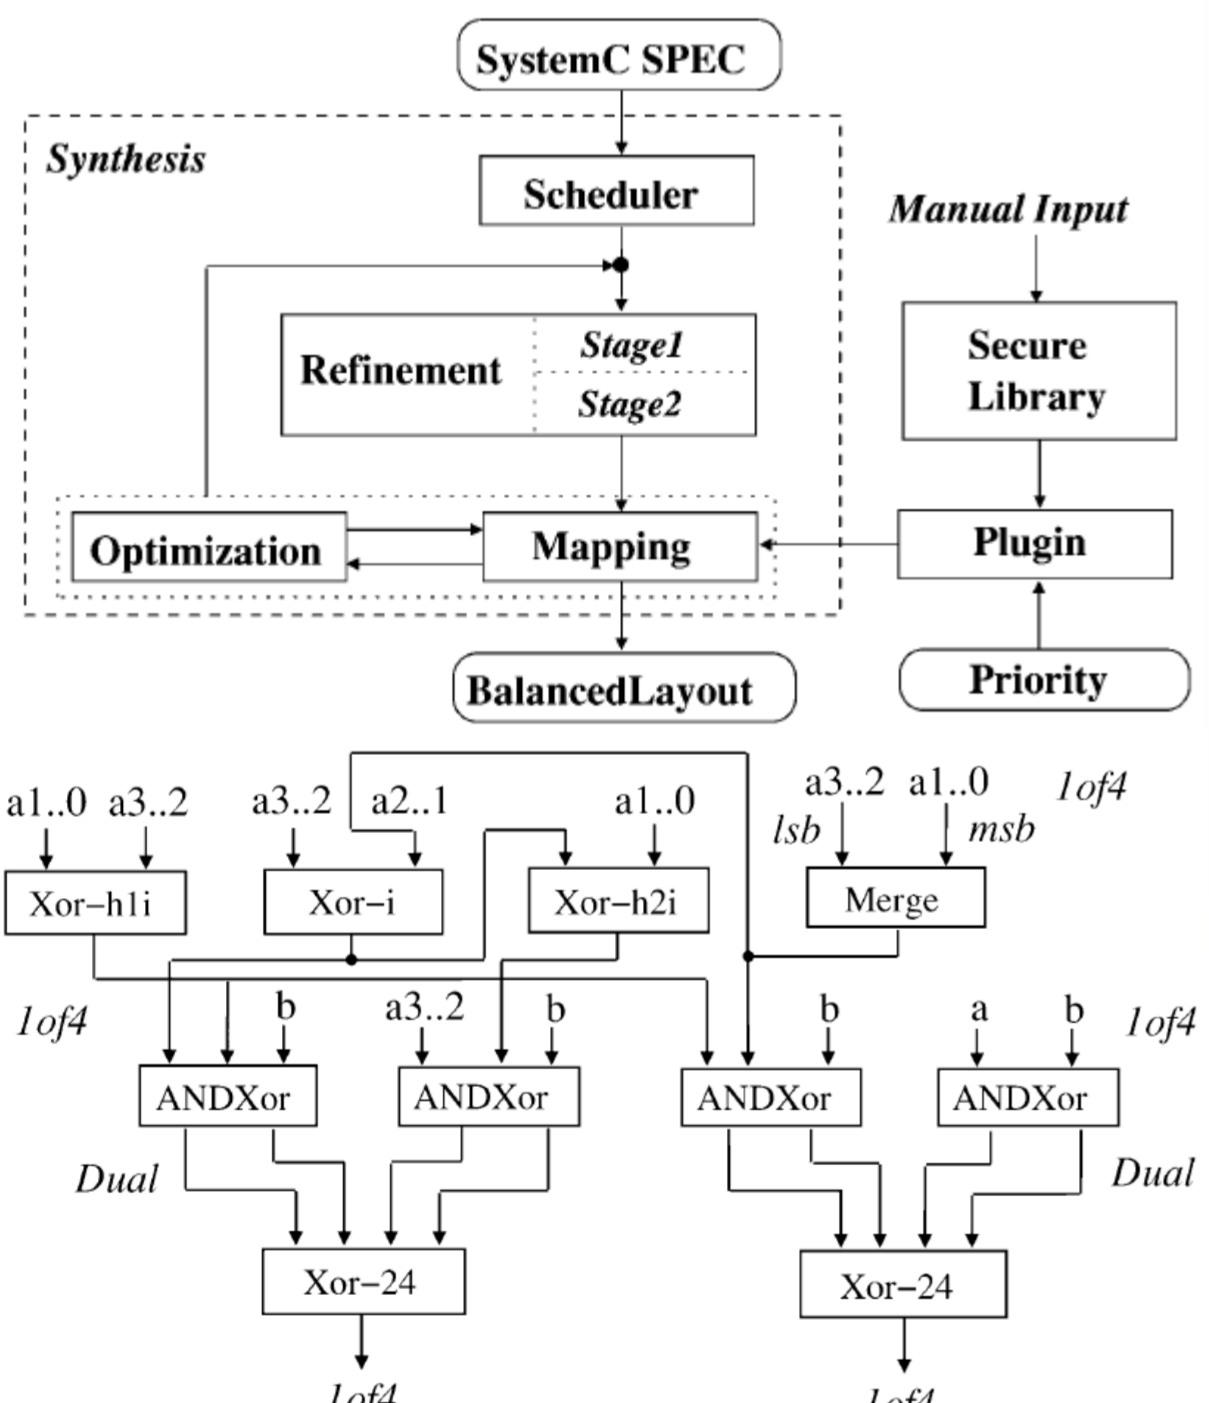 SystemC SPEC
Synthesis
Scheduler
Manual Input
Refinement
Stage1
Stage2
Secure
Library
Optimization
Mapping
Plugin
BalancedLayout
Priority
a1..0 a3..2
a3..2 a2..1
a1..0
a3..2 a1..0
1of4
lsb
msb
Xor-h1i
Xor-i
Xor-h2i
Merge
1of4
b
a3..2
b
b
a
b
1of4
ANDXor
ANDXor
ANDXor
ANDXor
Dual
Dual
Xor-24
Xor-24
1of4
1of4